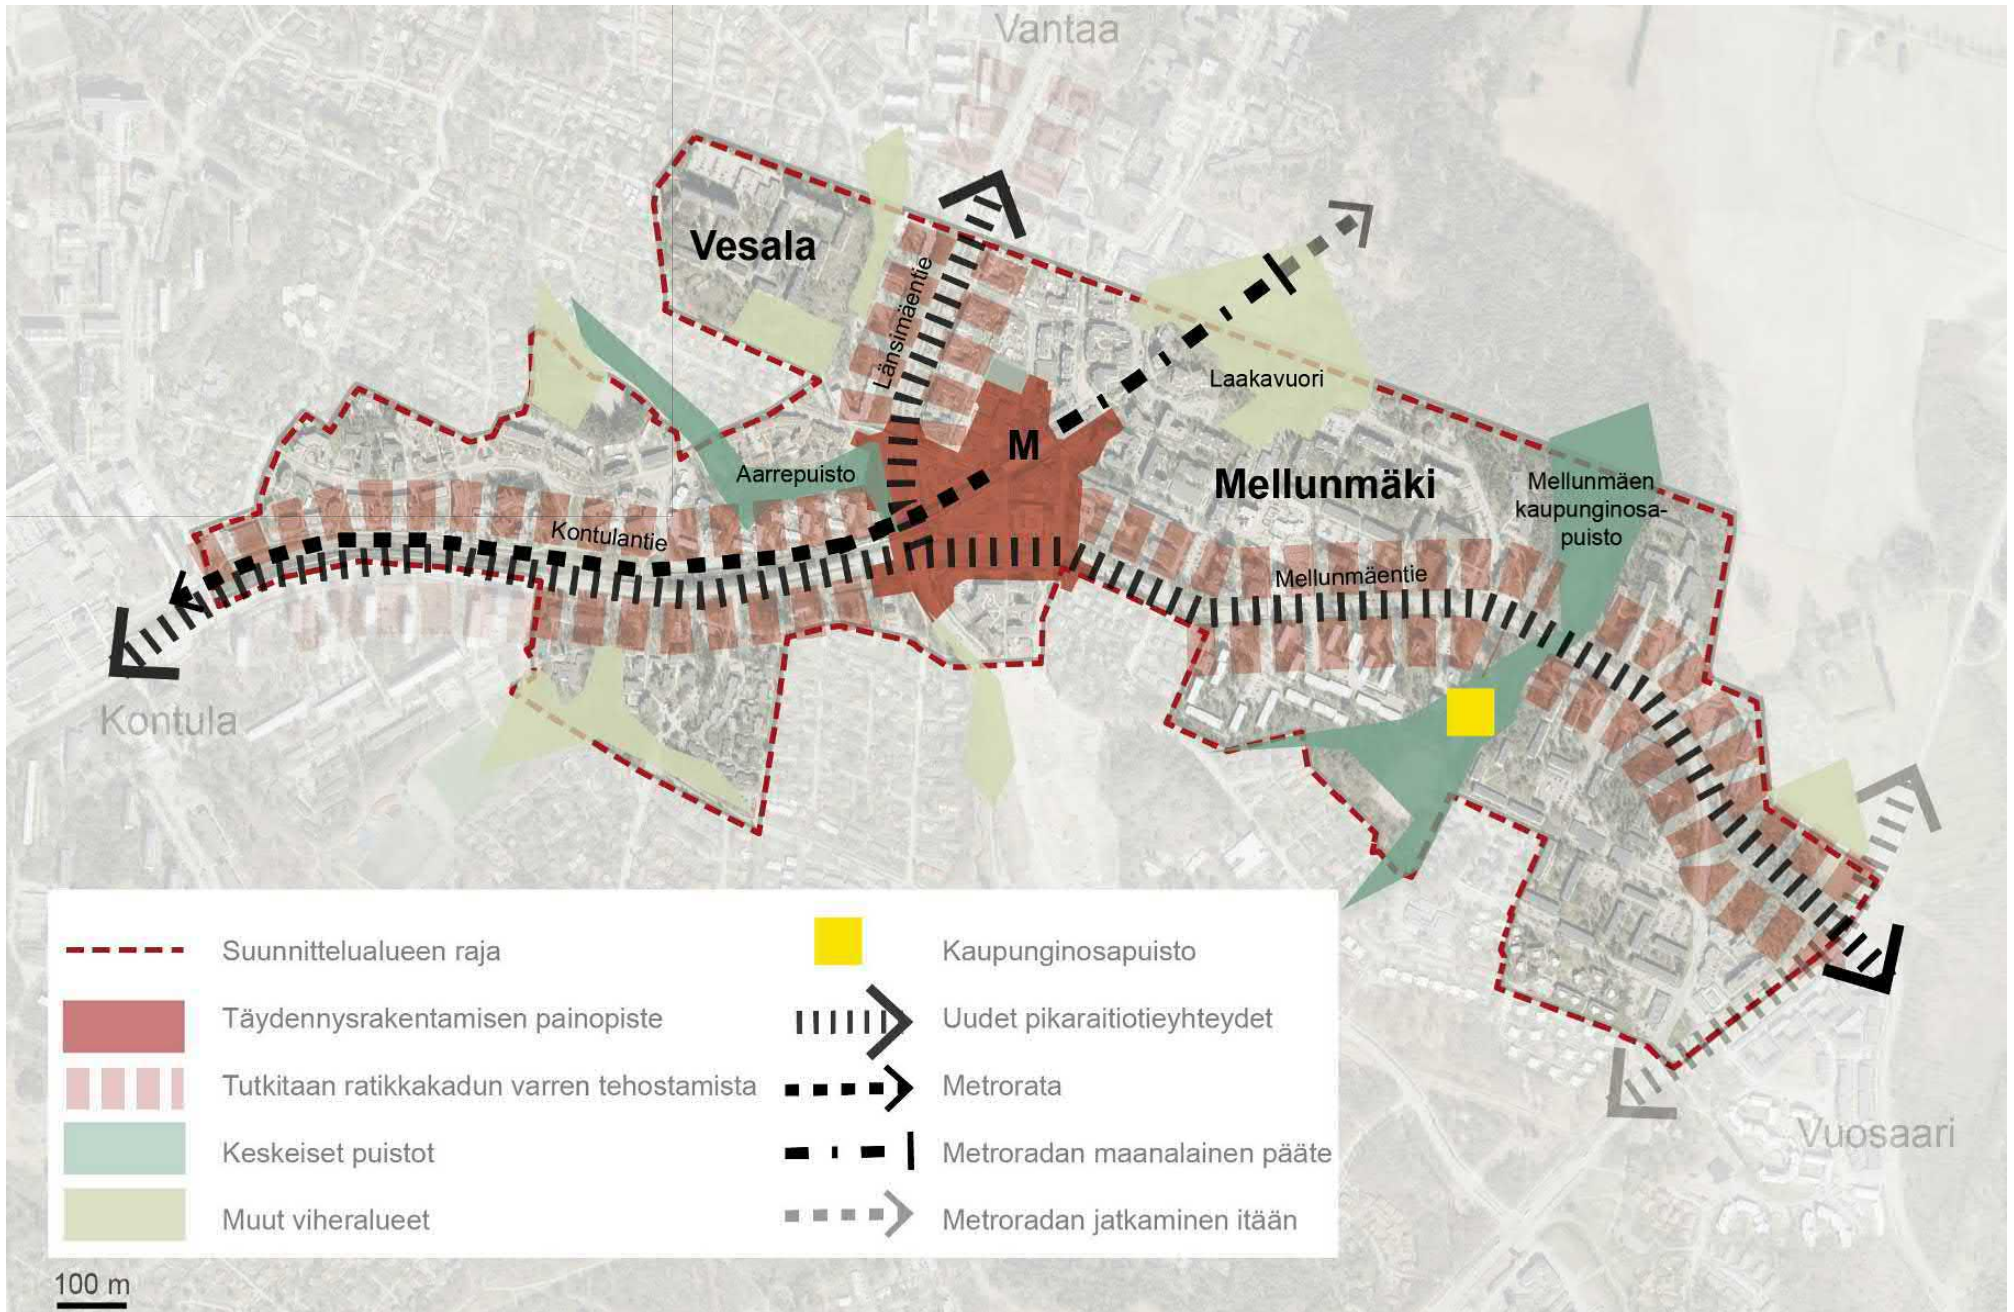 Vantaa
Vesala
Länsimäentie
Laakavuori
M
Aarrepuisto
Mellunmäki
Mellunmäen
kaupunginosa-
puisto
Kontulantie
Mellunmäentie
Kontula
Vuosaari
Suunnittelualueen raja
Täydennysrakentamisen painopiste
Tutkitaan ratikkakadun varren tehostamista
Keskeiset puistot
Muut viheralueet
Kaupunginosapuisto
Uudet pikaraitiotieyhteydet
Metrorata
Metroradan maanalainen pääte
Metroradan jatkaminen itään
100 m